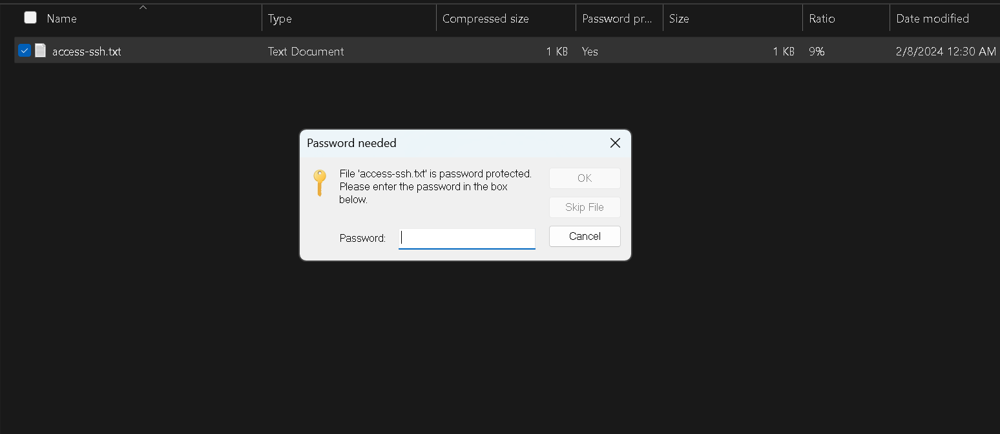 Name Type Compressed size Password pr... Size Ratio Date modified
access-ssh.txt Text Document 1 KB Yes 1 KB 9% 2/8/2024 12:30 AM
Password needed
File 'access-ssh.txt' is password protected.
Please enter the password in the box
below.
OK
Skip File
Password:
Cancel